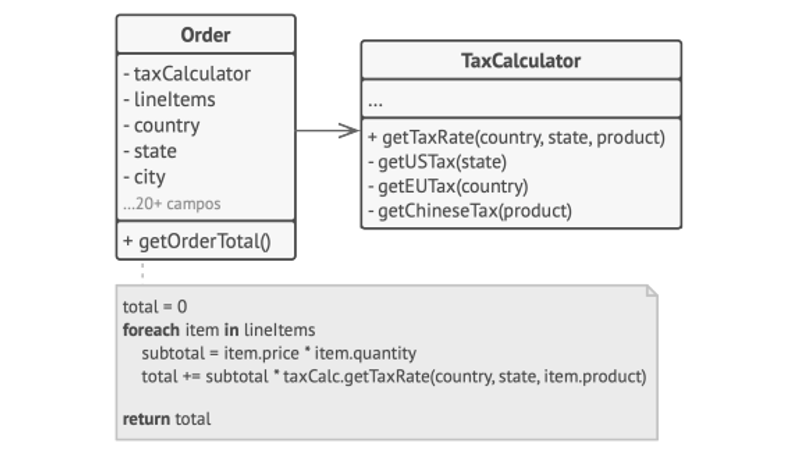 Order
- taxCalculator
- lineItems
- country
- state
- city
...20+ campos
+ getOrderTotal()
TaxCalculator
...
+ getTaxRate(country, state, product)
- getUSTax(state)
- getEUTax(country)
- getChineseTax(product)
total = 0
foreach item in lineItems
subtotal = item.price * item.quantity
total += subtotal * taxCalc.getTaxRate(country, state, item.product)
return total